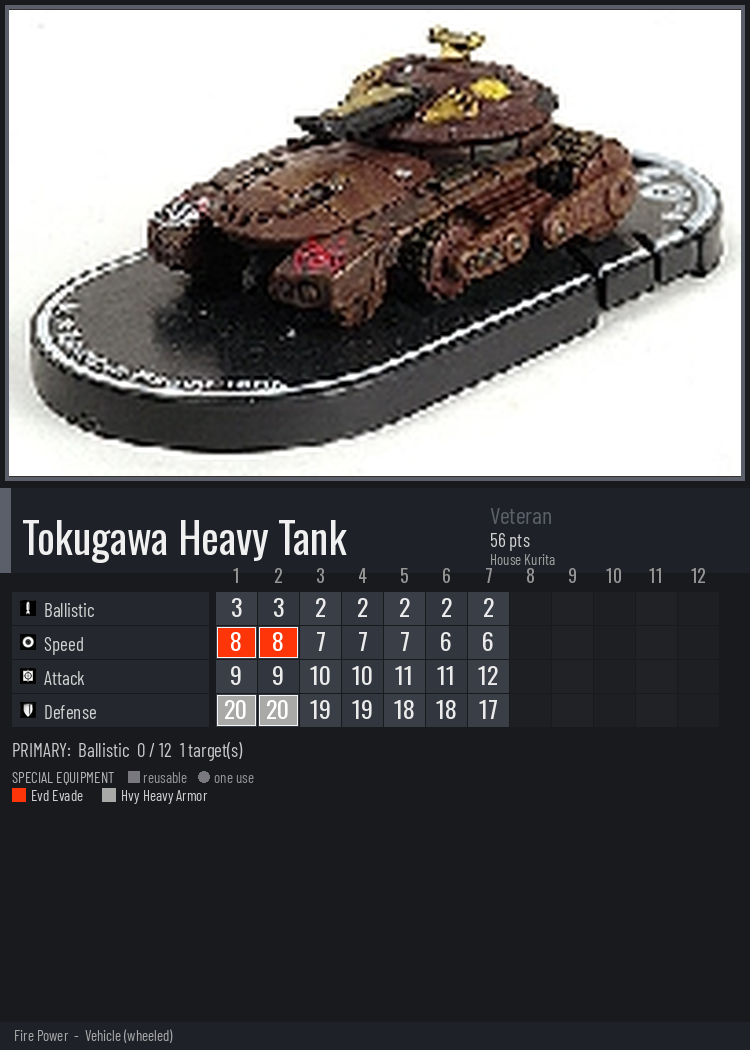 Tokugawa Heavy Tank
Veteran
56 pts
House Kurita
1 2 3 4 5 6 7 8 9 10 11 12
Ballistic 3 3 2 2 2 2 2
Speed 8 8 7 7 7 6 6
Attack 9 9 10 10 11 11 12
Defense 20 20 19 19 18 18 17
PRIMARY: Ballistic 0 / 12 1 target(s)
SPECIAL EQUIPMENT reusable one use
Evd Evade Hvy Heavy Armor
Fire Power - Vehicle (wheeled)